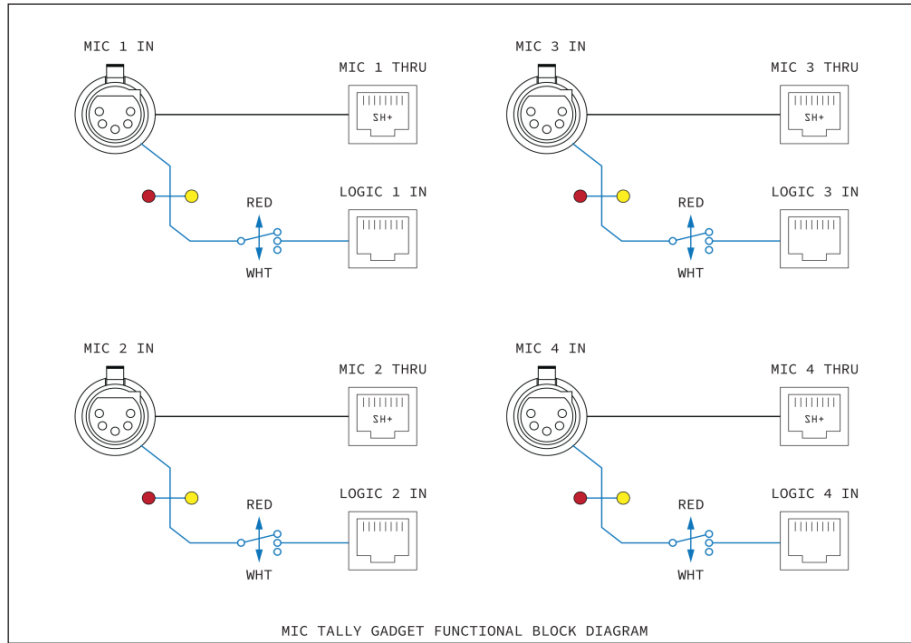 MIC 1 IN
MIC 1 THRU
SH+
LOGIC 1 IN
RED
WHT
MIC 3 IN
MIC 3 THRU
SH+
LOGIC 3 IN
RED
WHT
MIC 2 IN
MIC 2 THRU
SH+
LOGIC 2 IN
RED
WHT
MIC 4 IN
MIC 4 THRU
SH+
LOGIC 4 IN
RED
WHT
MIC TALLY GADGET FUNCTIONAL BLOCK DIAGRAM